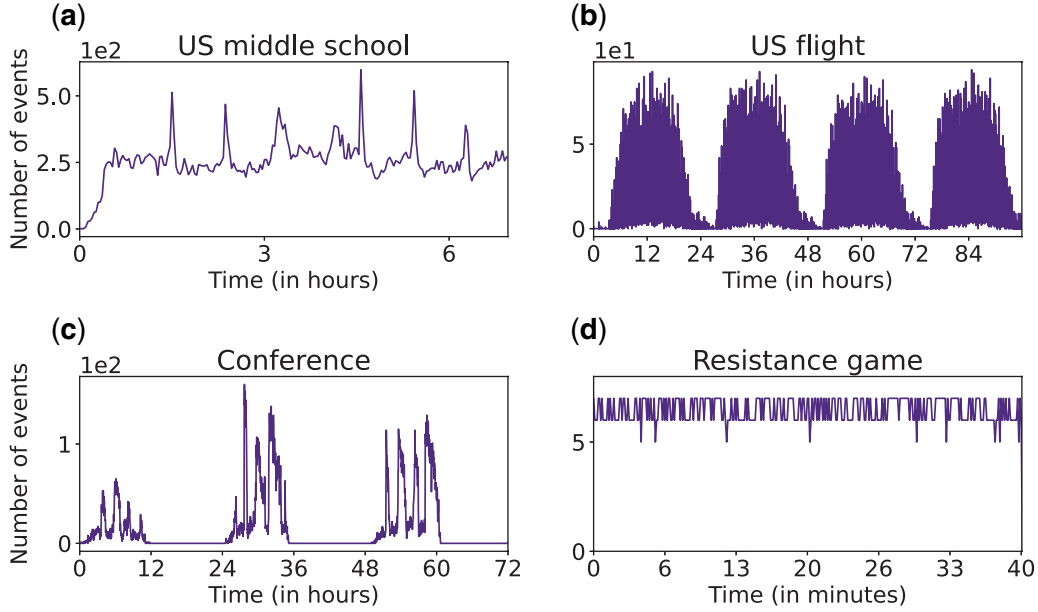 (a)
US middle school
1e2
Number of events
5.0
2.5
0.0
0 3 6
Time (in hours)
(b)
US flight
1e1
5
0
0 12 24 36 48 60 72 84
Time (in hours)
(c)
Conference
1e2
Number of events
1
0
0 12 24 36 48 60 72
Time (in hours)
(d)
Resistance game
5
0
0 6 13 20 26 33 40
Time (in minutes)